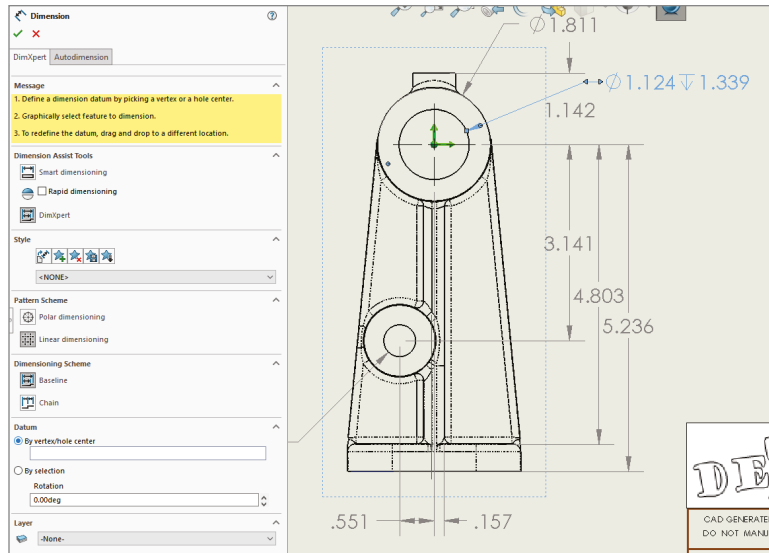 Dimension
DimXpert
Autodimension
Message
1. Define a dimension datum by picking a vertex or a hole center.
2. Graphically select feature to dimension.
3. To redefine the datum, drag and drop to a different location.
Dimension Assist Tools
Smart dimensioning
Rapid dimensioning
DimXpert
Style
<NONE>
Pattern Scheme
Polar dimensioning
Linear dimensioning
Dimensioning Scheme
Baseline
Chain
Datum
By vertex/hole center
By selection
Rotation
0.00deg
Layer
-None-
∅1.811
∅1.124↧1.339
1.142
3.141
4.803
5.236
.551
.157
CAD GENERATE
DO NOT MANU